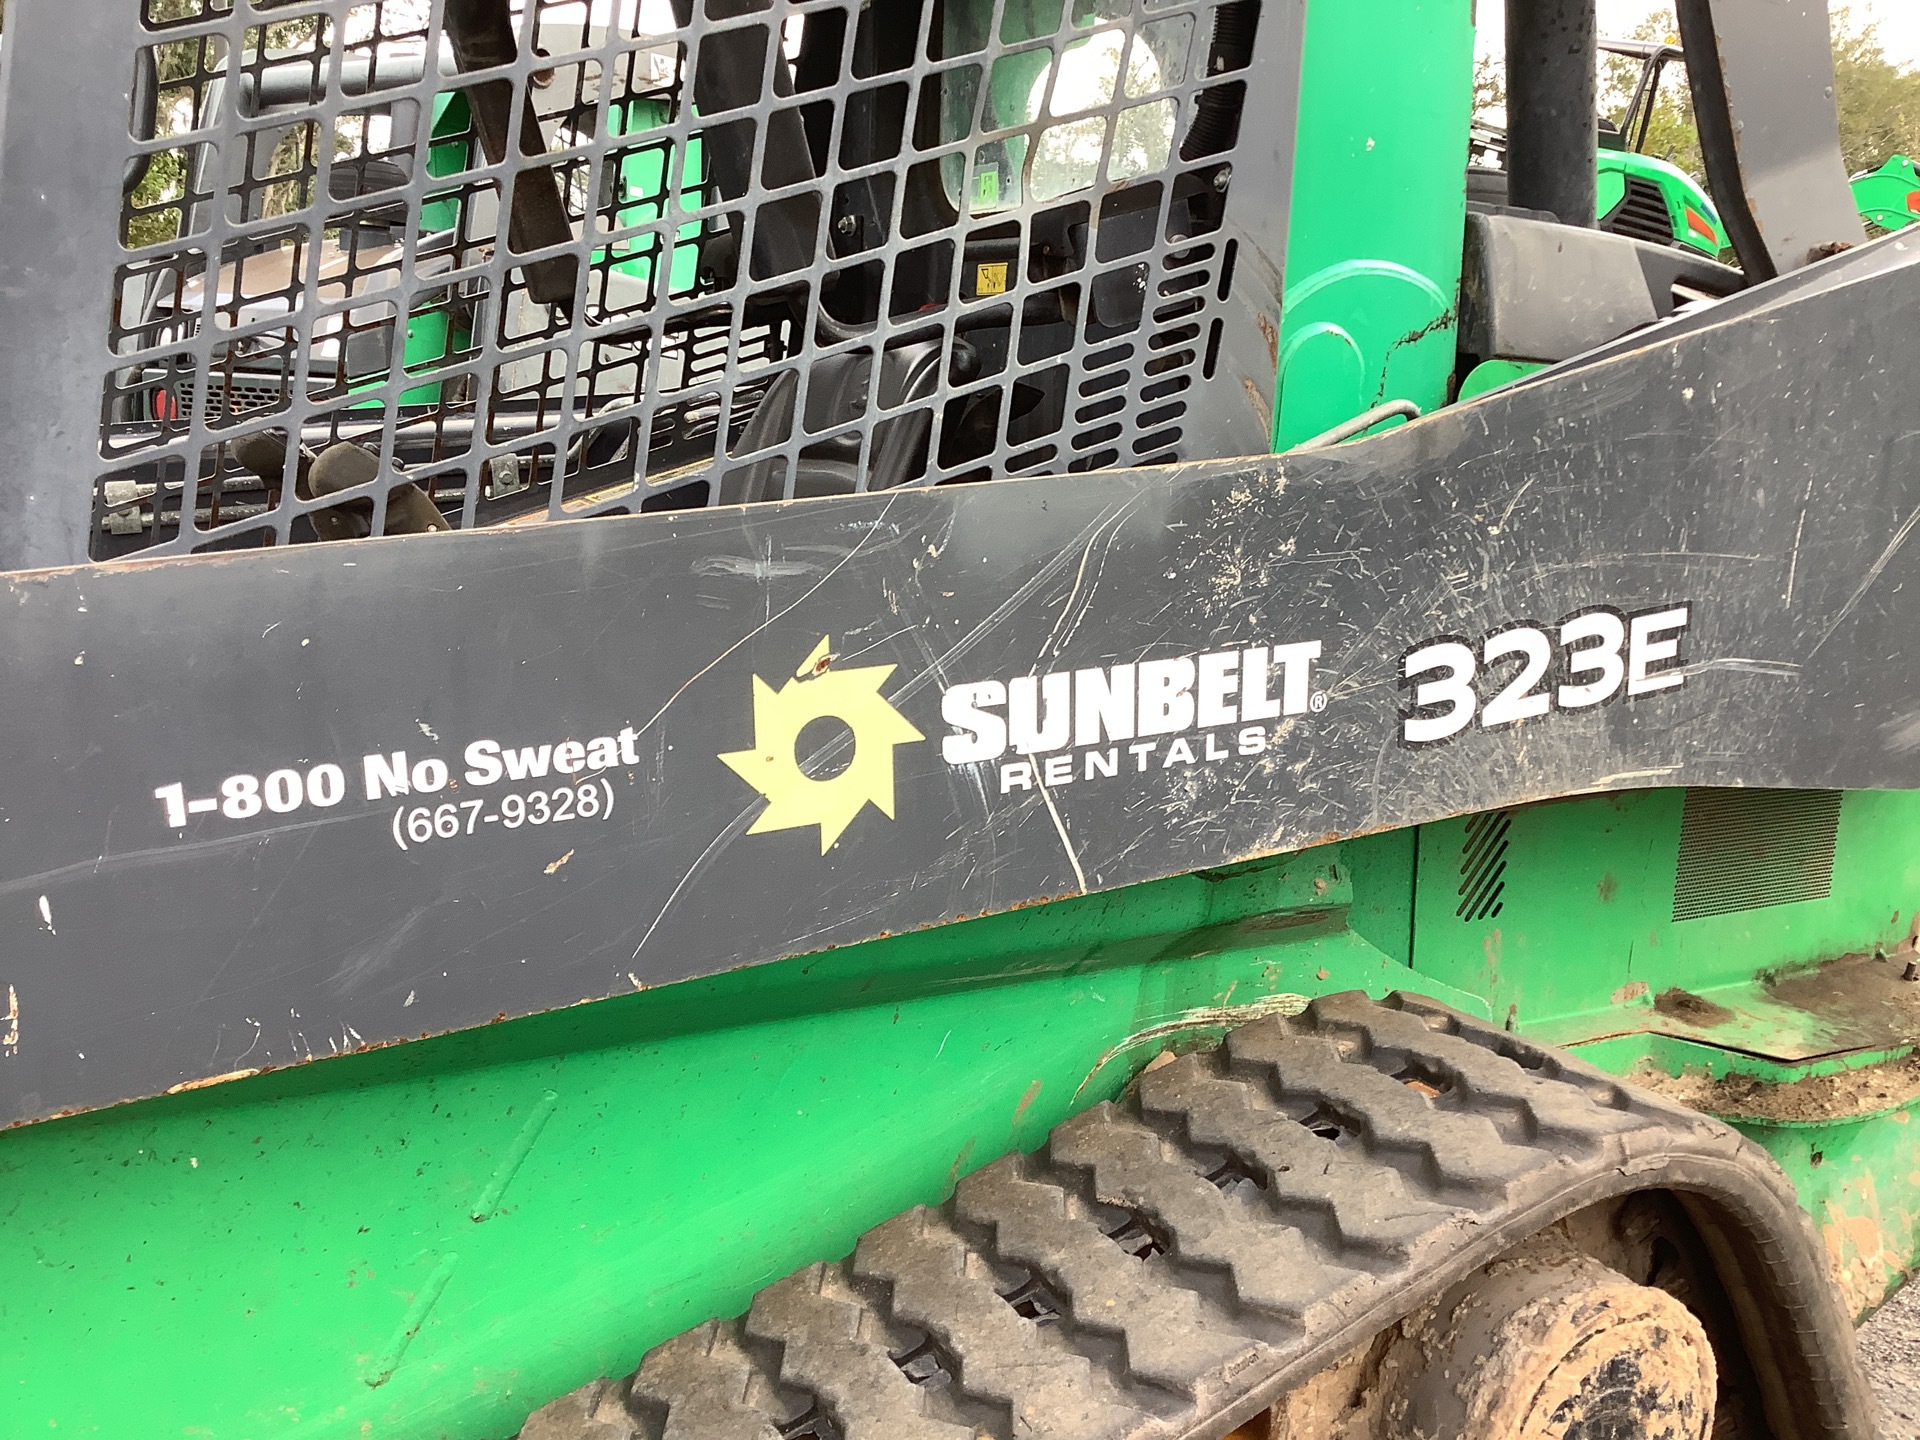 1-800 No Sweat
(667-9328)
SUNBELT®
RENTALS
323E